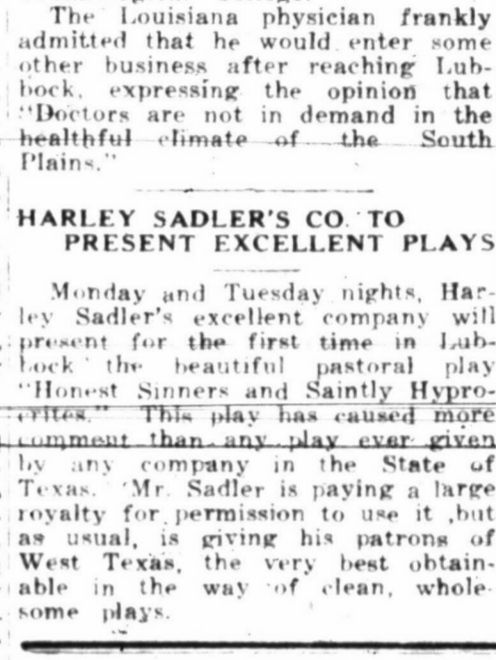 The Louisiana physician frankly
admitted that he would enter some
other business after reaching Lub-
bock, expressing the opinion that
"Doctors are not in demand in the
healthful climate of the South
Plains."
HARLEY SADLER'S CO. TO
PRESENT EXCELLENT PLAYS
Monday and Tuesday nights, Har-
ley Sadler's excellent company will
present for the first time in Lub-
bock the beautiful pastoral play
"Honest Sinners and Saintly Hypro-
crites." This play has caused more
comment than any play ever given
by any company in the State of
Texas. Mr. Sadler is paying a large
royalty for permission to use it ,but
as usual, is giving his patrons of
West Texas, the very best obtain-
able in the way of clean, whole-
some plays.